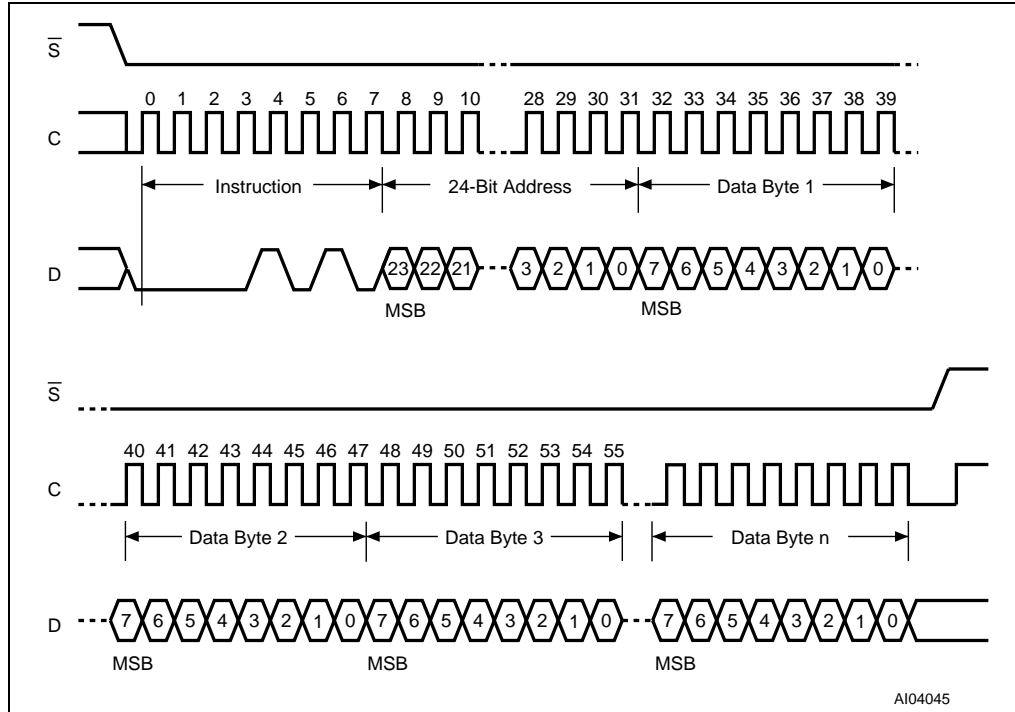 S
0 1 2 3 4 5 6 7 8 9 10 28 29 30 31 32 33 34 35 36 37 38 39
C
Instruction 24-Bit Address Data Byte 1
D 23 22 21 3 2 1 0 7 6 5 4 3 2 1 0
MSB MSB
S
40 41 42 43 44 45 46 47 48 49 50 51 52 53 54 55
C
Data Byte 2 Data Byte 3 Data Byte n
D 7 6 5 4 3 2 1 0 7 6 5 4 3 2 1 0 7 6 5 4 3 2 1 0
MSB MSB MSB
AI04045